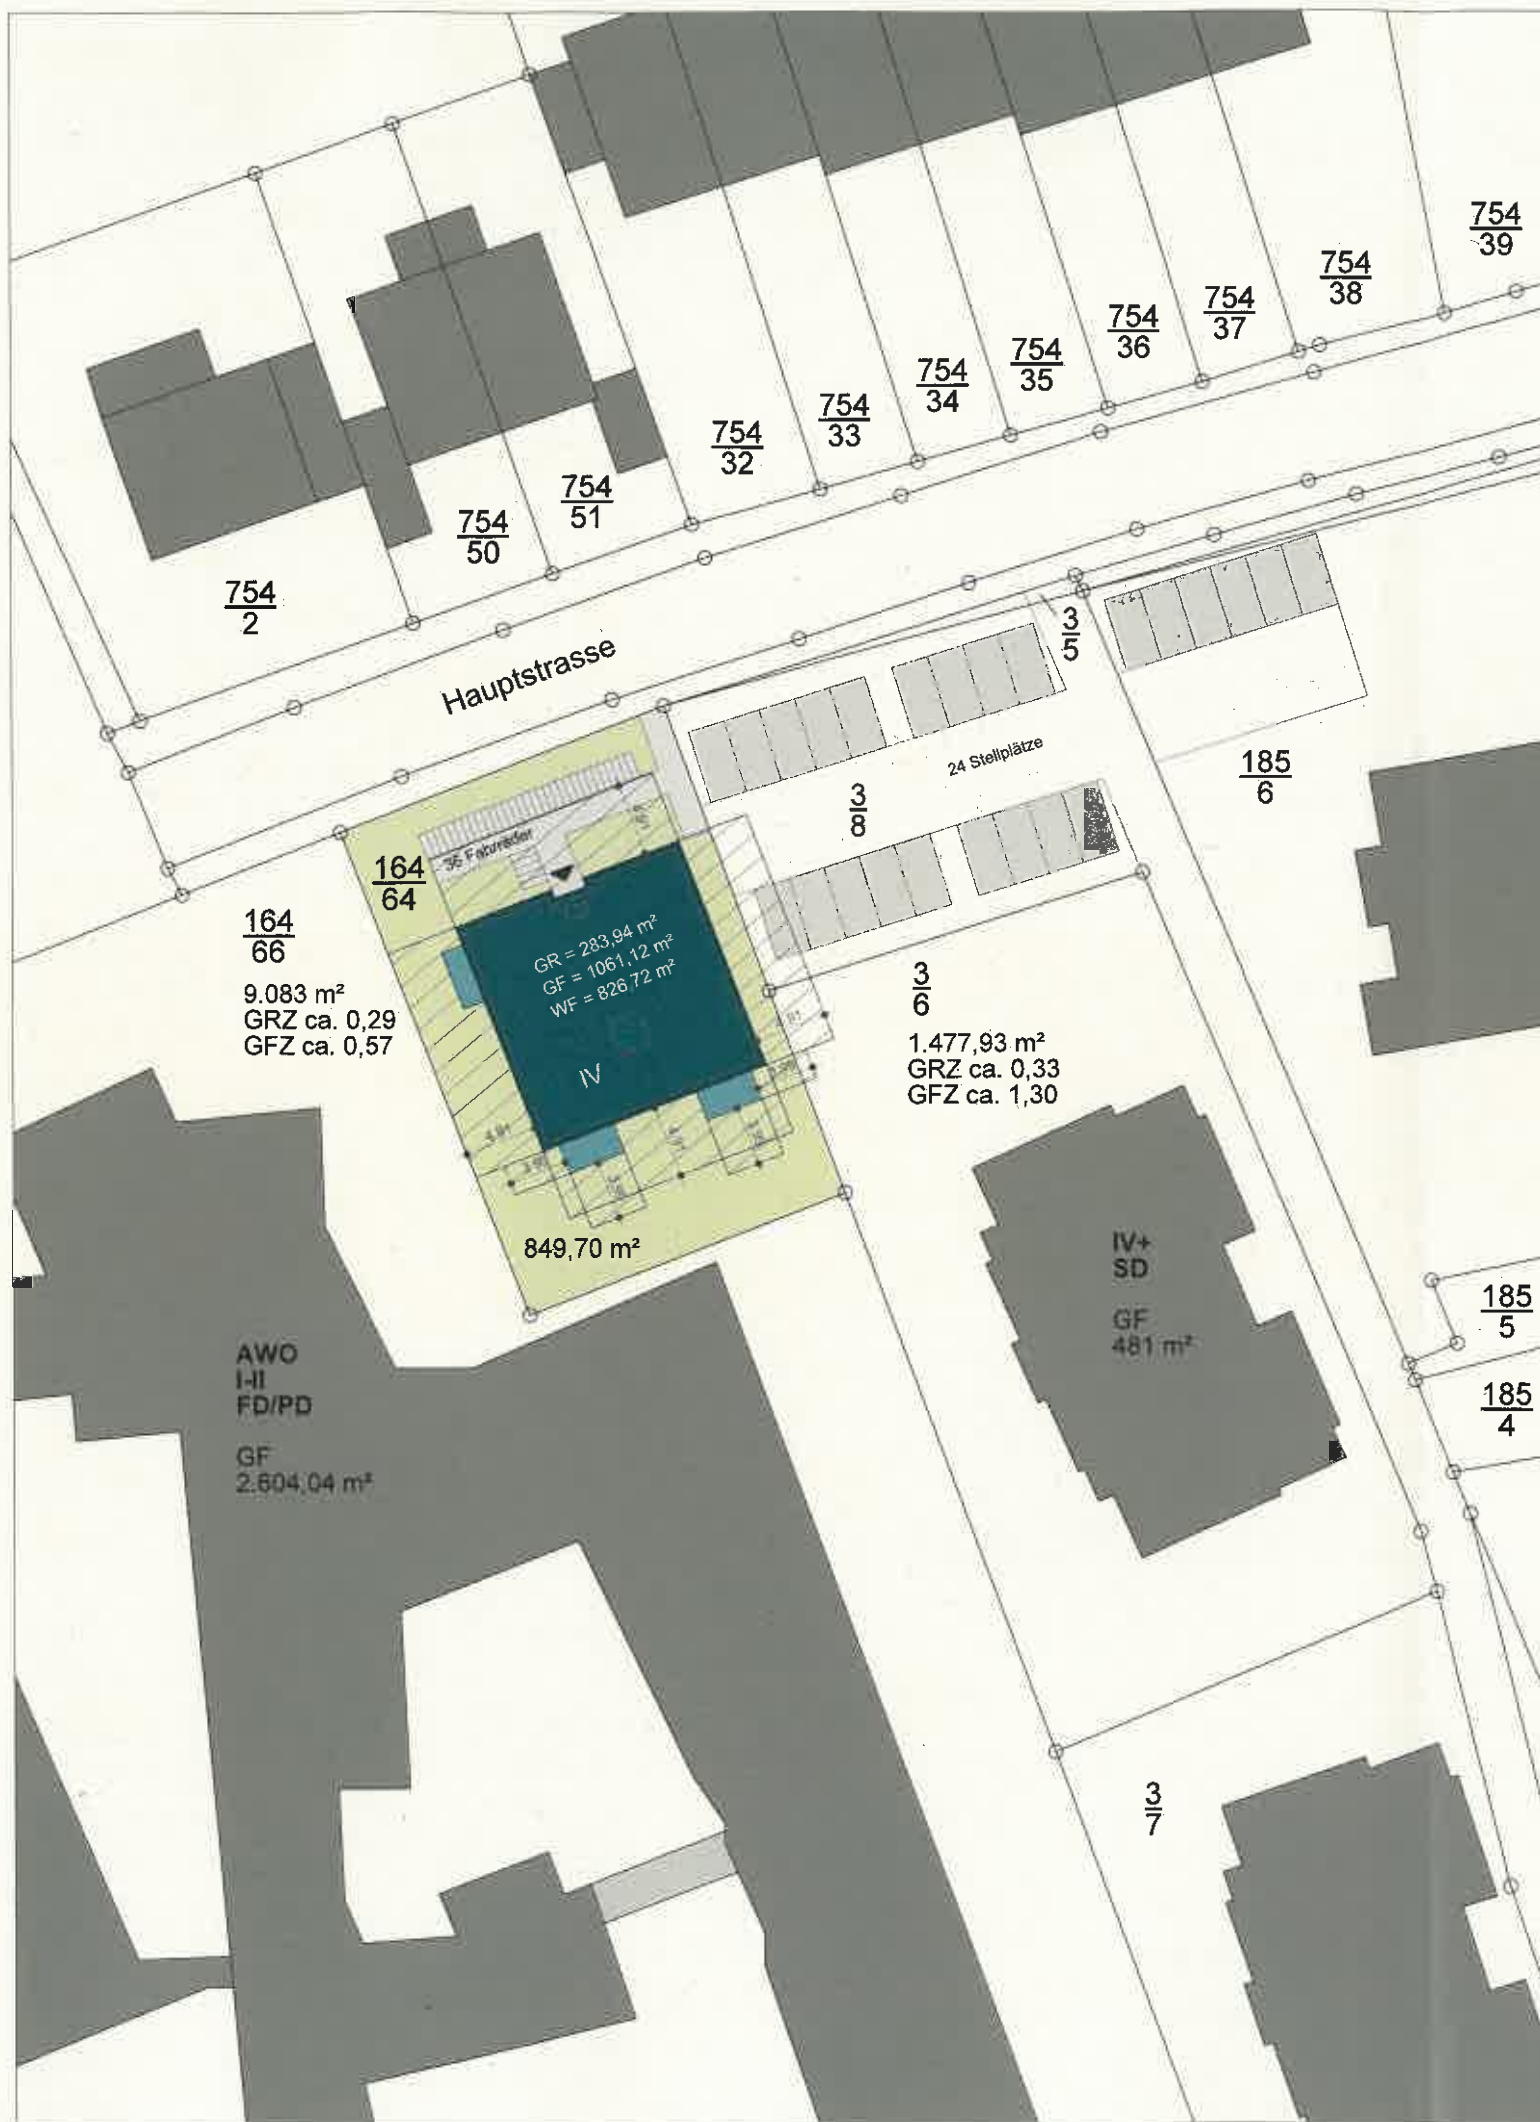 754
39
754
38
754
37
754
36
754
35
754
34
754
33
754
32
754
51
754
50
754
2
Hauptstrasse
3
5
24 Stellplätze
185
6
3
8
36 Fahrräder
164
64
164
66
9.083 m²
GRZ ca. 0,29
GFZ ca. 0,57
GR = 283,94 m²
GF = 1061,12 m²
WF = 826,72 m²
IV
3
6
1.477,93 m²
GRZ ca. 0,33
GFZ ca. 1,30
849,70 m²
IV+
SD
GF
481 m²
185
5
185
4
AWO
I-II
FD/PD
GF
2.604,04 m²
3
7